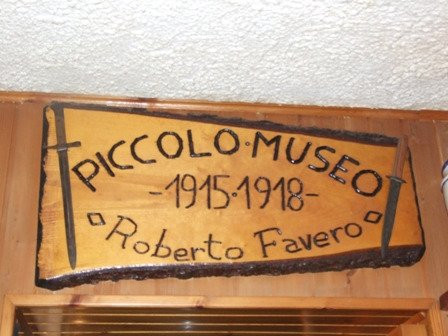 PICCOLO·MUSEO
-1915·1918-
Roberto Favero